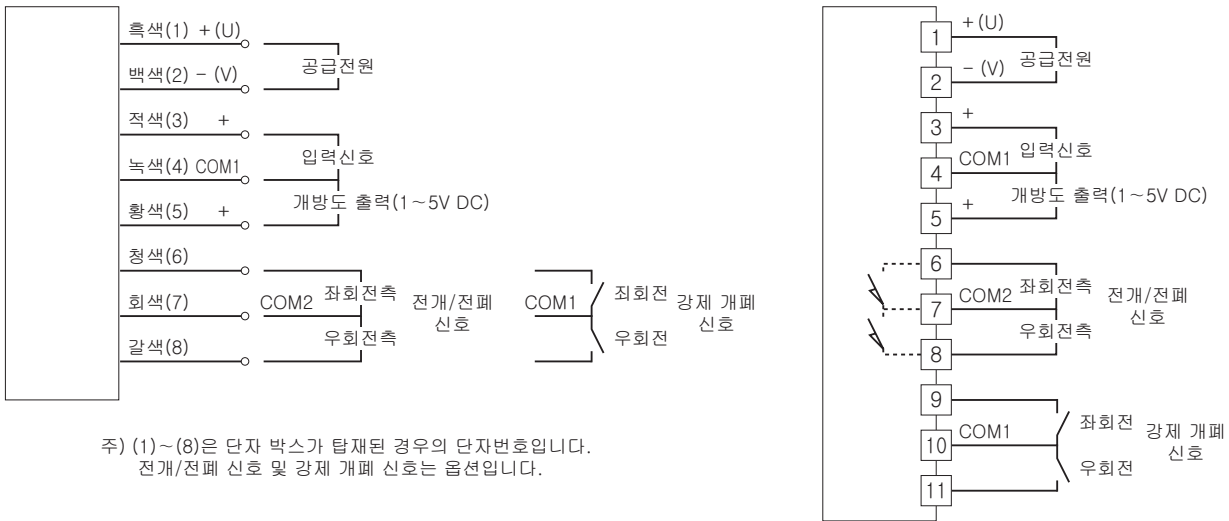 흑색(1) +(U)
공급전원
백색(2) - (V)
적색(3) +
입력신호
녹색(4) COM1
개방도 출력(1~5V DC)
황색(5) +
청색(6)
좌회전측
회색(7) COM2
전개/전폐
신호
우회전측
갈색(8)
COM1
죄회전
강제 개폐
신호
우회전
주) (1)~(8)은 단자 박스가 탑재된 경우의 단자번호입니다.
전개/전폐 신호 및 강제 개폐 신호는 옵션입니다.
1 +(U)
공급전원
2 - (V)
3 +
입력신호
4 COM1
개방도 출력(1~5V DC)
5 +
6
좌회전측
7 COM2
전개/전폐
신호
우회전측
8
9
좌회전
10 COM1
강제 개폐
신호
우회전
11